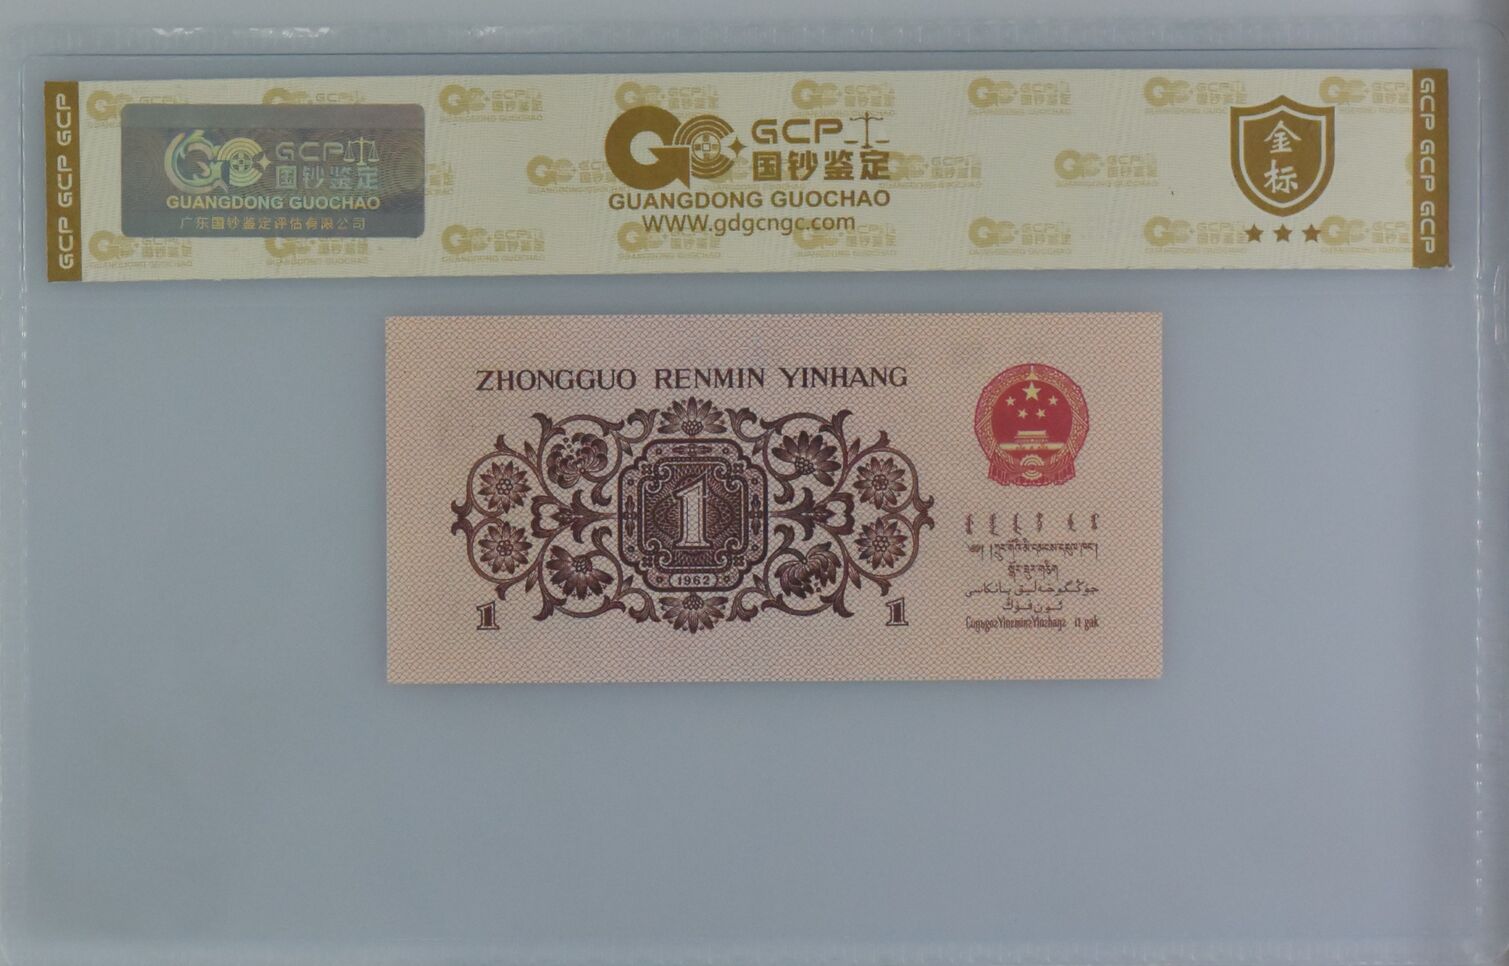 GCP GCP GCP
GCP
国钞鉴定
GUANGDONG GUOCHAO
广东国钞鉴定评估有限公司
GCP
国钞鉴定
GUANGDONG GUOCHAO
WWW.gdgcngc.com
金
标
GCP GCP GCP
ZHONGGUO RENMIN YINHANG
1
1962
1
1
جۇڭگوخەلىق بانكاسى